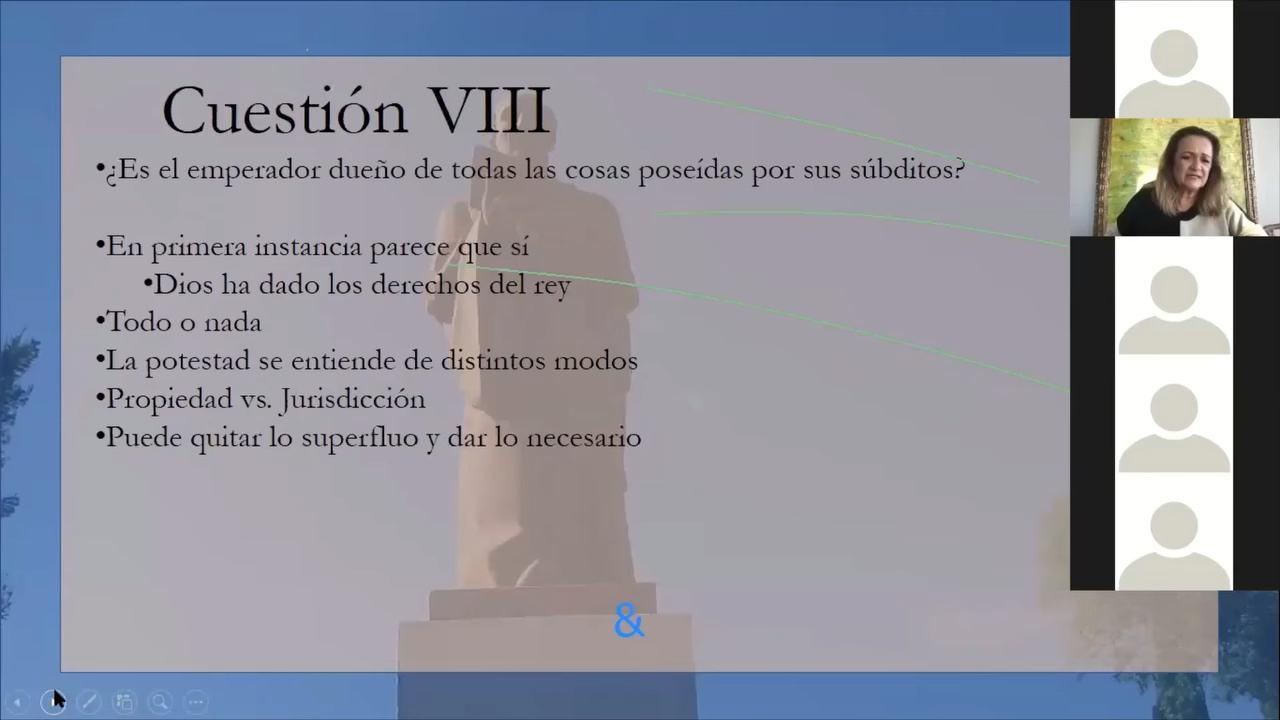 Cuestión VIII
•¿Es el emperador dueño de todas las cosas poseídas por sus súbditos?
•En primera instancia parece que sí
•Dios ha dado los derechos del rey
•Todo o nada
•La potestad se entiende de distintos modos
•Propiedad vs. Jurisdicción
•Puede quitar lo superfluo y dar lo necesario
&